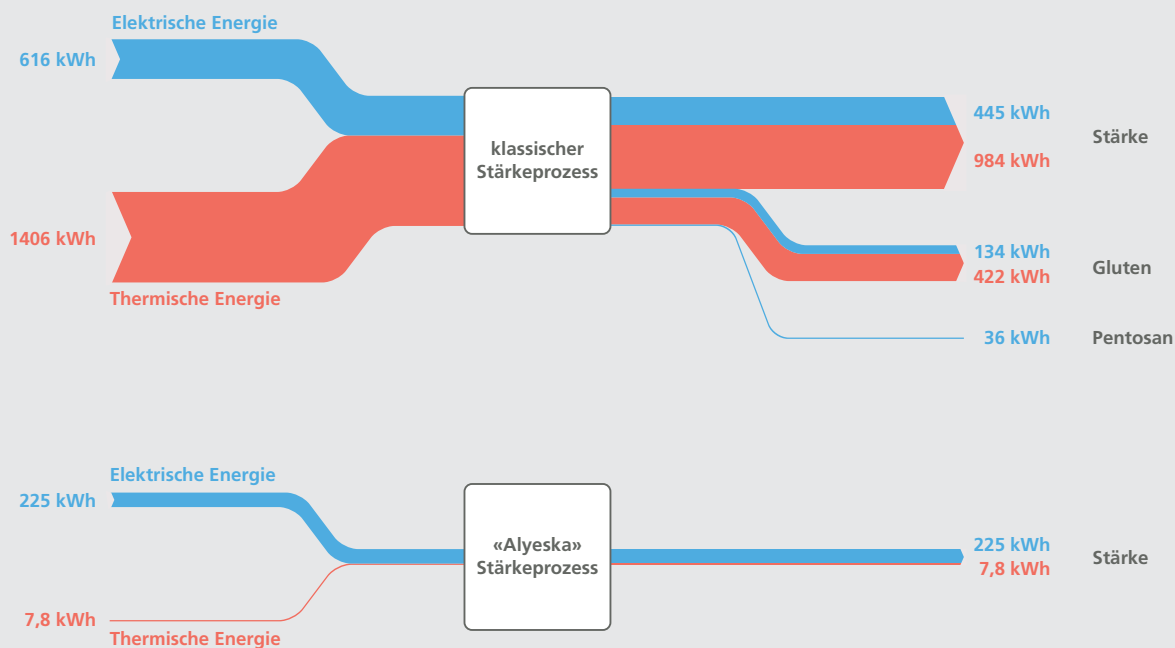 Elektrische Energie
616 kWh
1406 kWh
Thermische Energie
klassischer
Stärkeprozess
445 kWh
984 kWh
Stärke
134 kWh
422 kWh
Gluten
36 kWh
Pentosan
Elektrische Energie
225 kWh
7,8 kWh
Thermische Energie
«Alyeska»
Stärkeprozess
225 kWh
7,8 kWh
Stärke